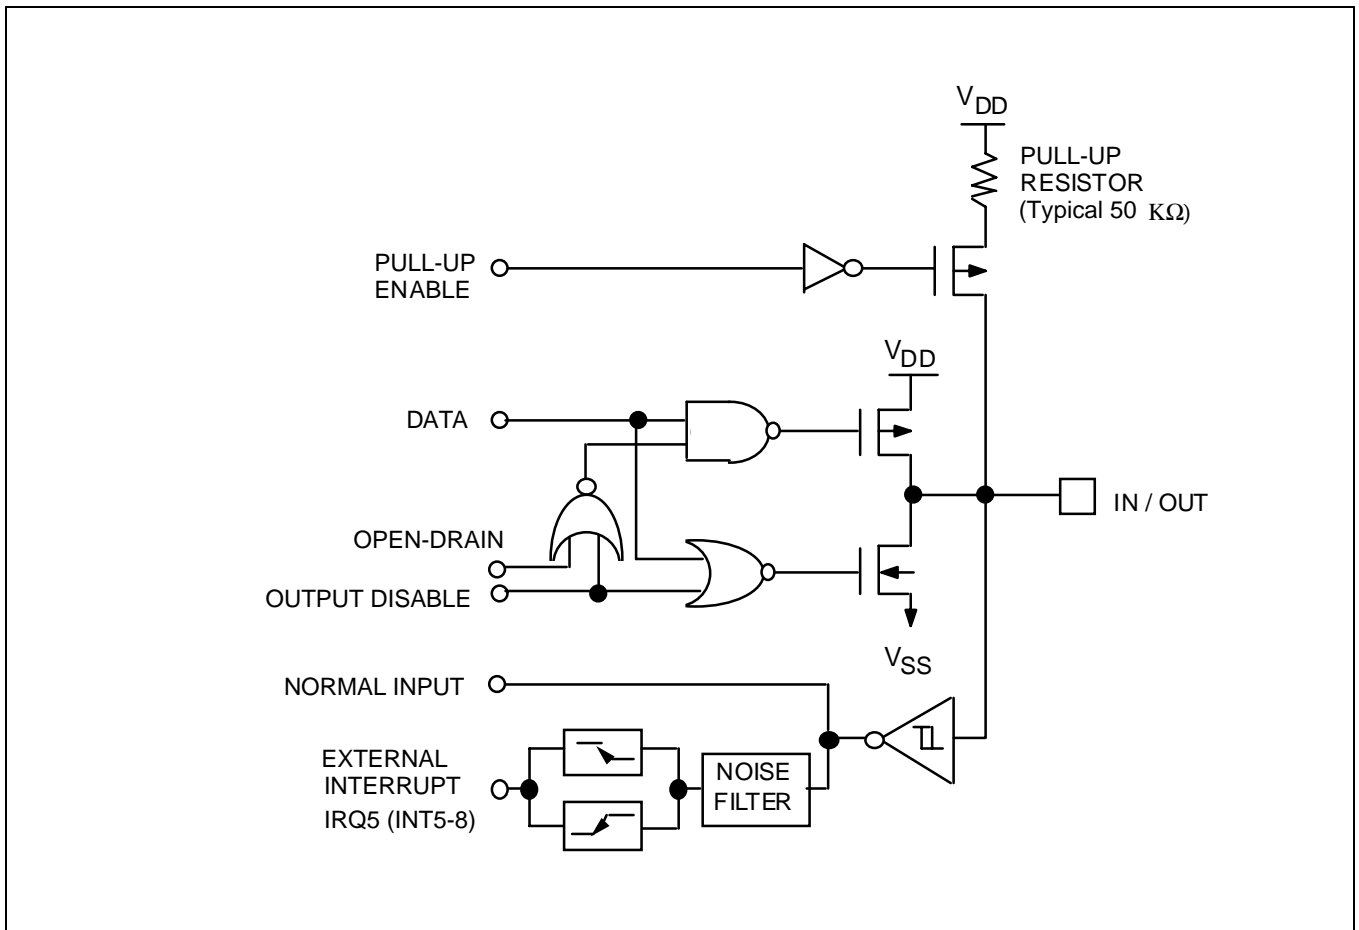 VDD
PULL-UP
RESISTOR
(Typical 50 KΩ)
PULL-UP
ENABLE
VDD
DATA
IN / OUT
OPEN-DRAIN
OUTPUT DISABLE
VSS
NORMAL INPUT
EXTERNAL
INTERRUPT
IRQ5 (INT5-8)
NOISE
FILTER